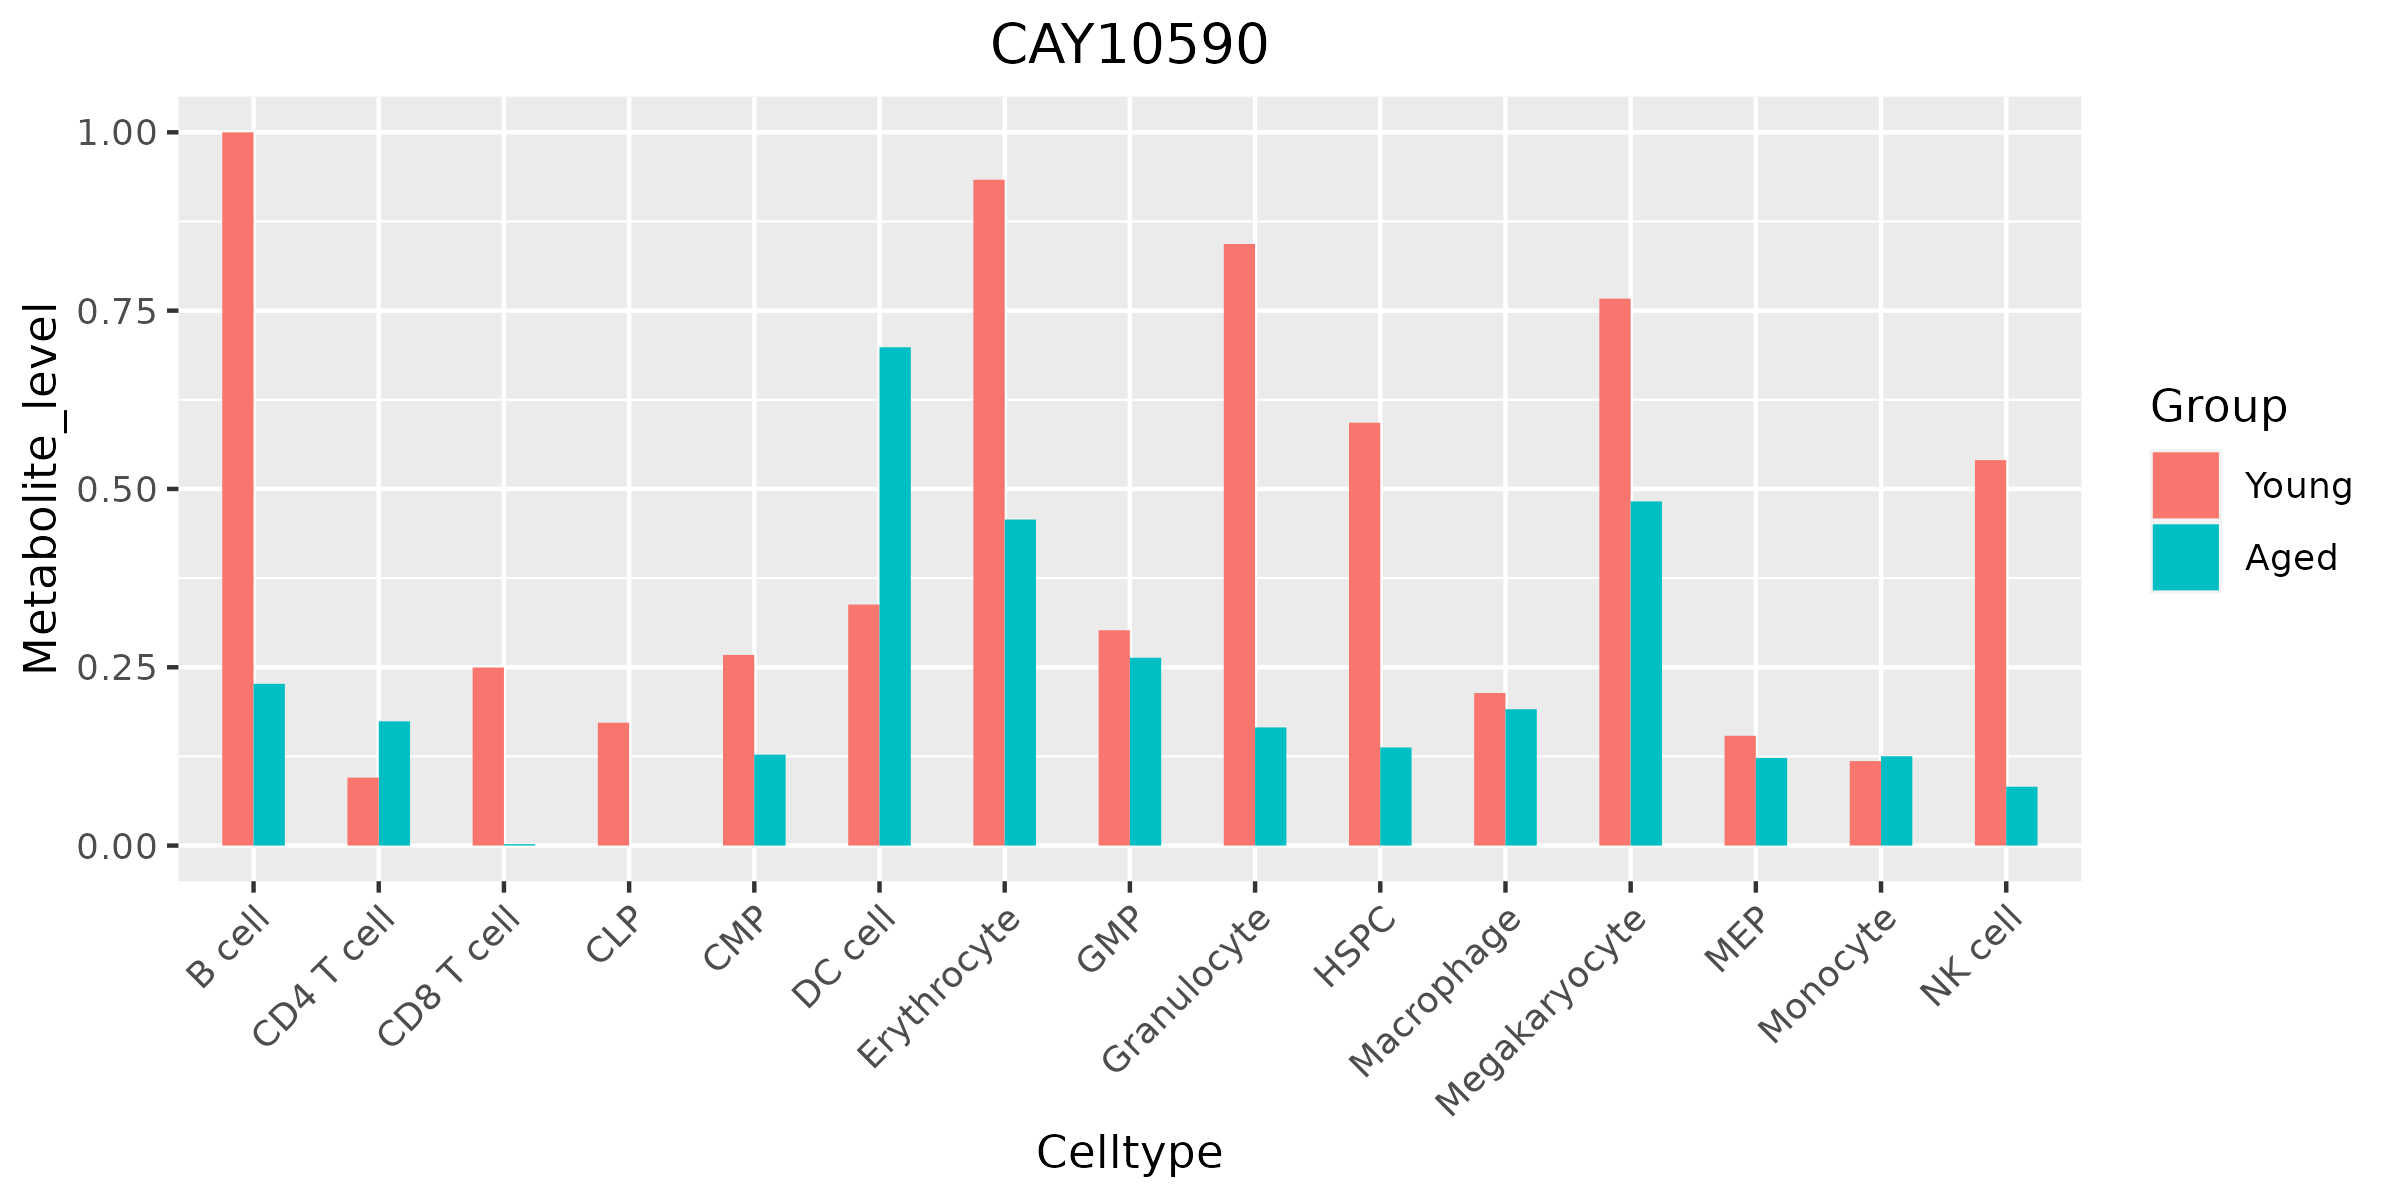 CAY10590
Metabolite_level
1.00
0.75
0.50
0.25
0.00
B cell
CD4 T cell
CD8 T cell
CLP
CMP
DC cell
Erythrocyte
GMP
Granulocyte
HSPC
Macrophage
Megakaryocyte
MEP
Monocyte
NK cell
Celltype
Group
Young
Aged